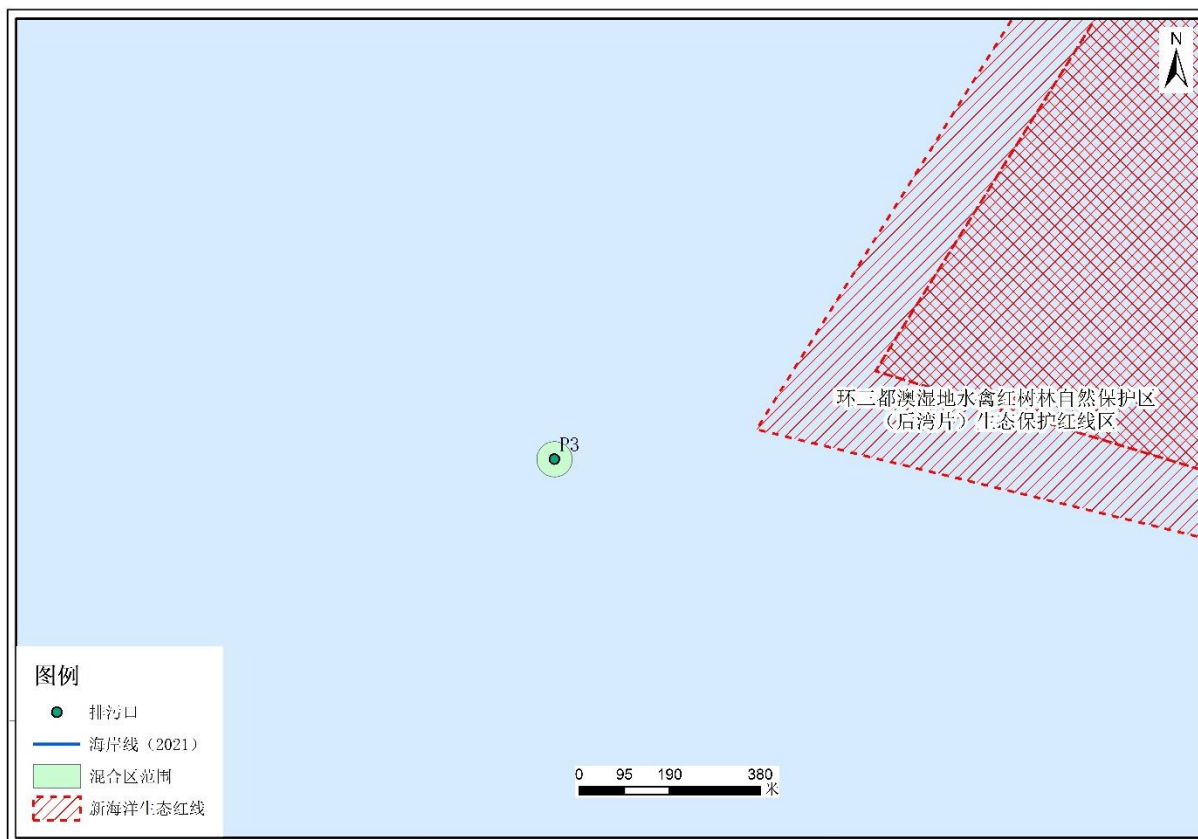 N
环三都澳湿地水禽红树林自然保护区
（后湾片）生态保护红线区
P3
图例
排污口
海岸线（2021）
混合区范围
新海洋生态红线
0 95 190 380
米